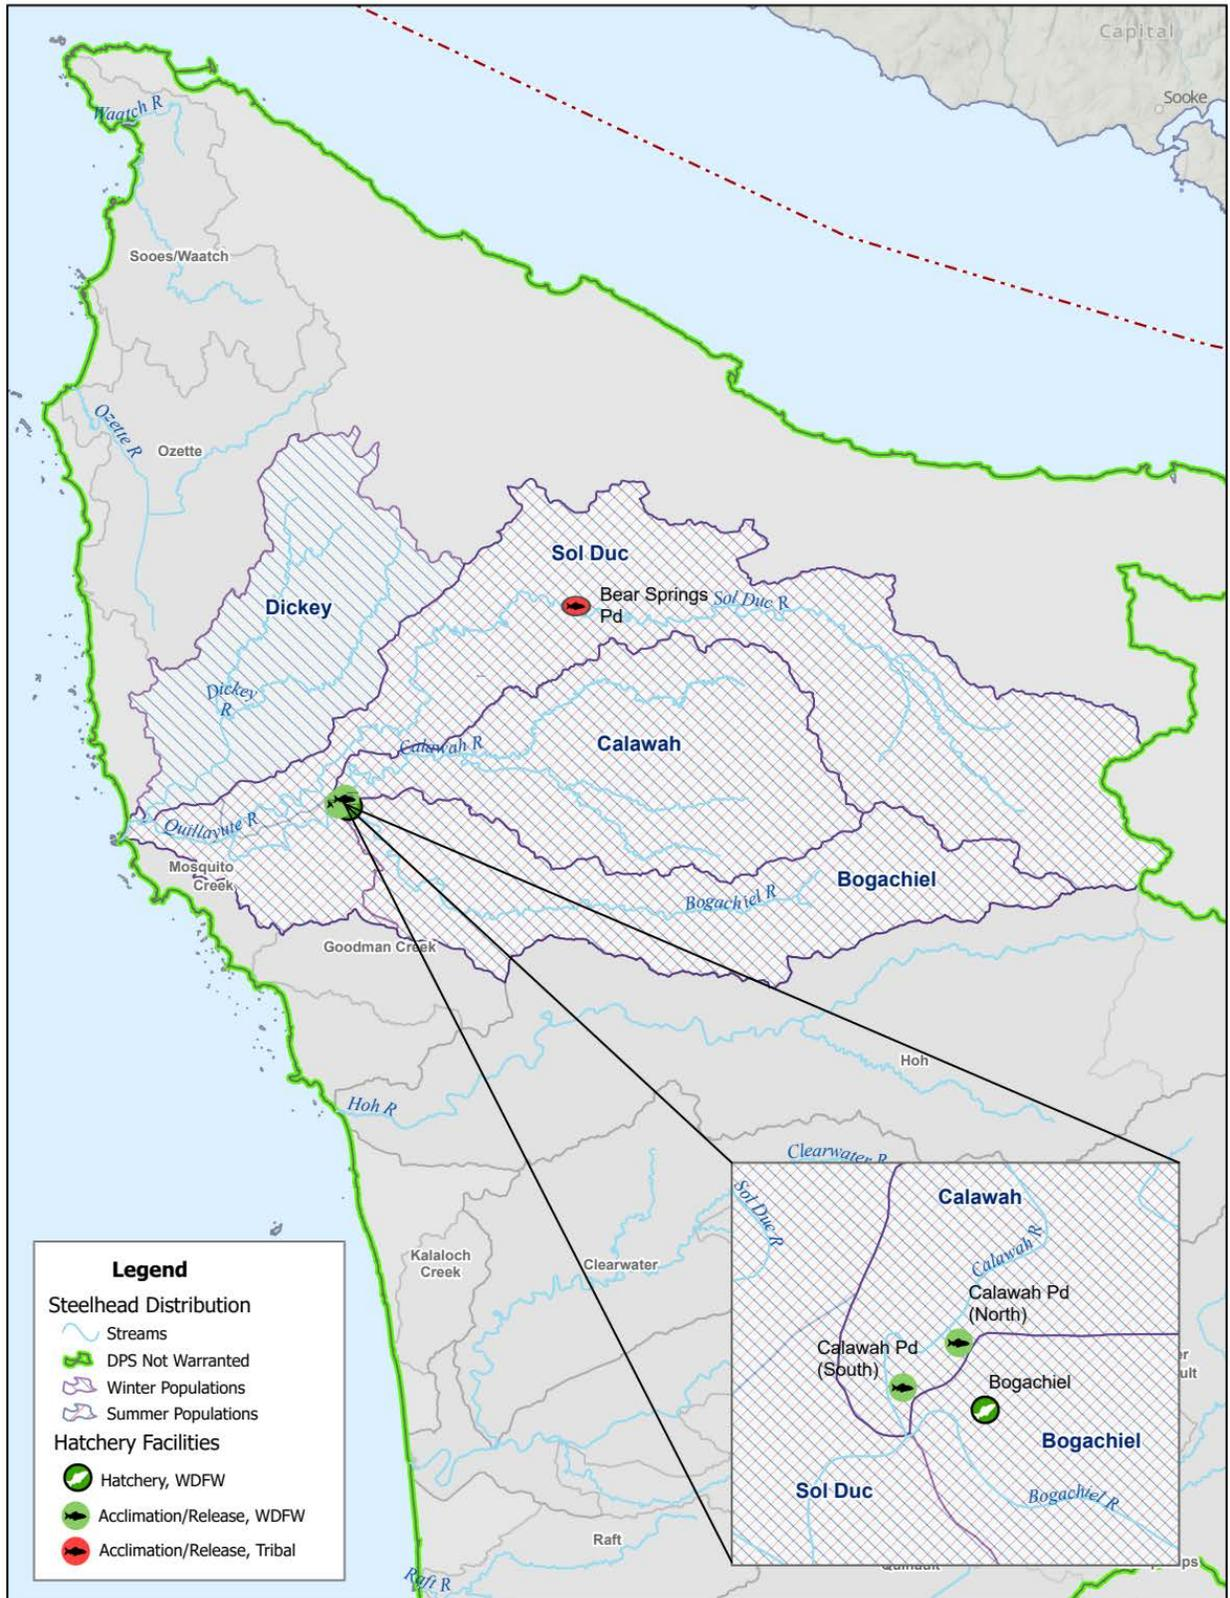 Capital
Sooke
Waatch R
Sooes/Waatch
Ozette R
Ozette
Sol Duc
Bear Springs
Pd
Sol Duc R
Dickey
Dickey
R
Calawah R
Calawah
Quillayute R
Mosquito
Creek
Bogachiel
Bogachiel R
Goodman Creek
Hoh
Hoh R
Clearwater R
Kalaloch
Creek
Clearwater
Raft
Raft R
Quinault
Sol Duc R
Calawah
Calawah R
Calawah Pd
(North)
Calawah Pd
(South)
Bogachiel
Bogachiel
Sol Duc
Bogachiel R
Legend
Steelhead Distribution
Streams
DPS Not Warranted
Winter Populations
Summer Populations
Hatchery Facilities
Hatchery, WDFW
Acclimation/Release, WDFW
Acclimation/Release, Tribal